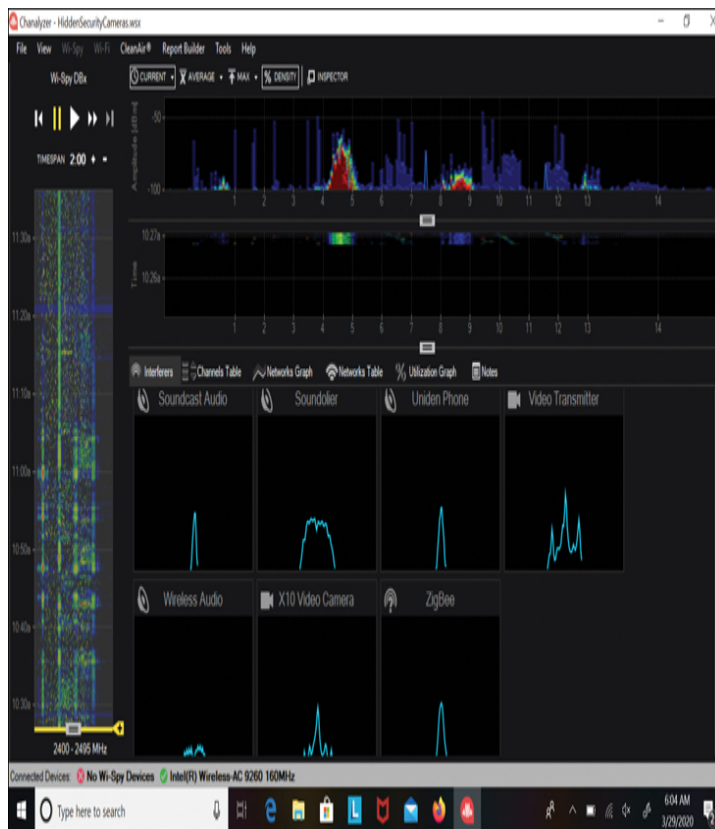 Chanalyzer - HiddenSecurityCameras.wsx
File View Wi-Spy Wi-Fi CleanAir® Report Builder Tools Help
Wi-Spy DBx
CURRENT AVERAGE MAX % DENSITY INSPECTOR
TIMESPAN 2:00 + -
Amplitude [dBm]
-50
-100
1 2 3 4 5 6 7 8 9 10 11 12 13 14
Time
10:27a
10:26a
1 2 3 4 5 6 7 8 9 10 11 12 13 14
11:30a
11:20a
11:10a
11:00a
10:50a
10:40a
10:30a
2400 - 2495 MHz
Interferers Channels Table Networks Graph Networks Table Utilization Graph Notes
Soundcast Audio Soundolier Uniden Phone Video Transmitter
Wireless Audio X10 Video Camera ZigBee
Connected Devices: No Wi-Spy Devices Intel(R) Wireless-AC 9260 160MHz
Type here to search
6:04 AM
3/29/2020